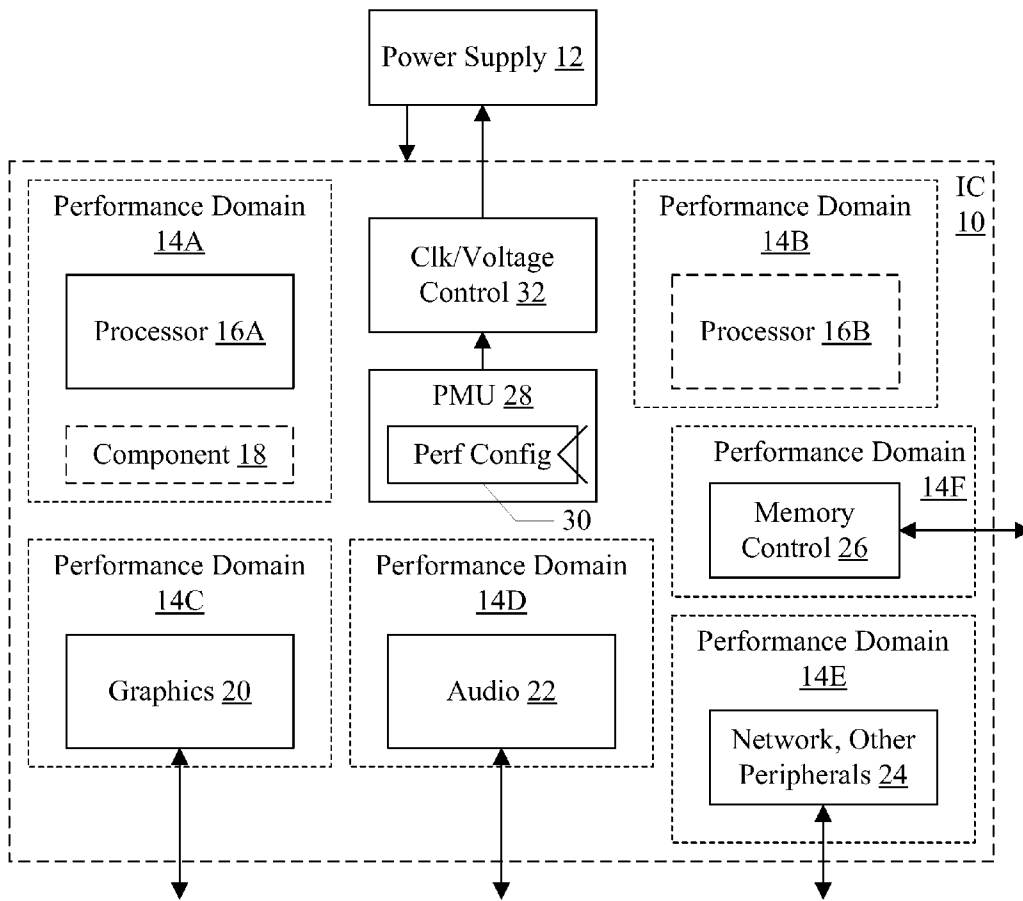 Power Supply 12
IC
10
Performance Domain
14A
Processor 16A
Component 18
Clk/Voltage
Control 32
PMU 28
Perf Config
30
Performance Domain
14B
Processor 16B
Performance Domain
14F
Memory
Control 26
Performance Domain
14C
Graphics 20
Performance Domain
14D
Audio 22
Performance Domain
14E
Network, Other
Peripherals 24